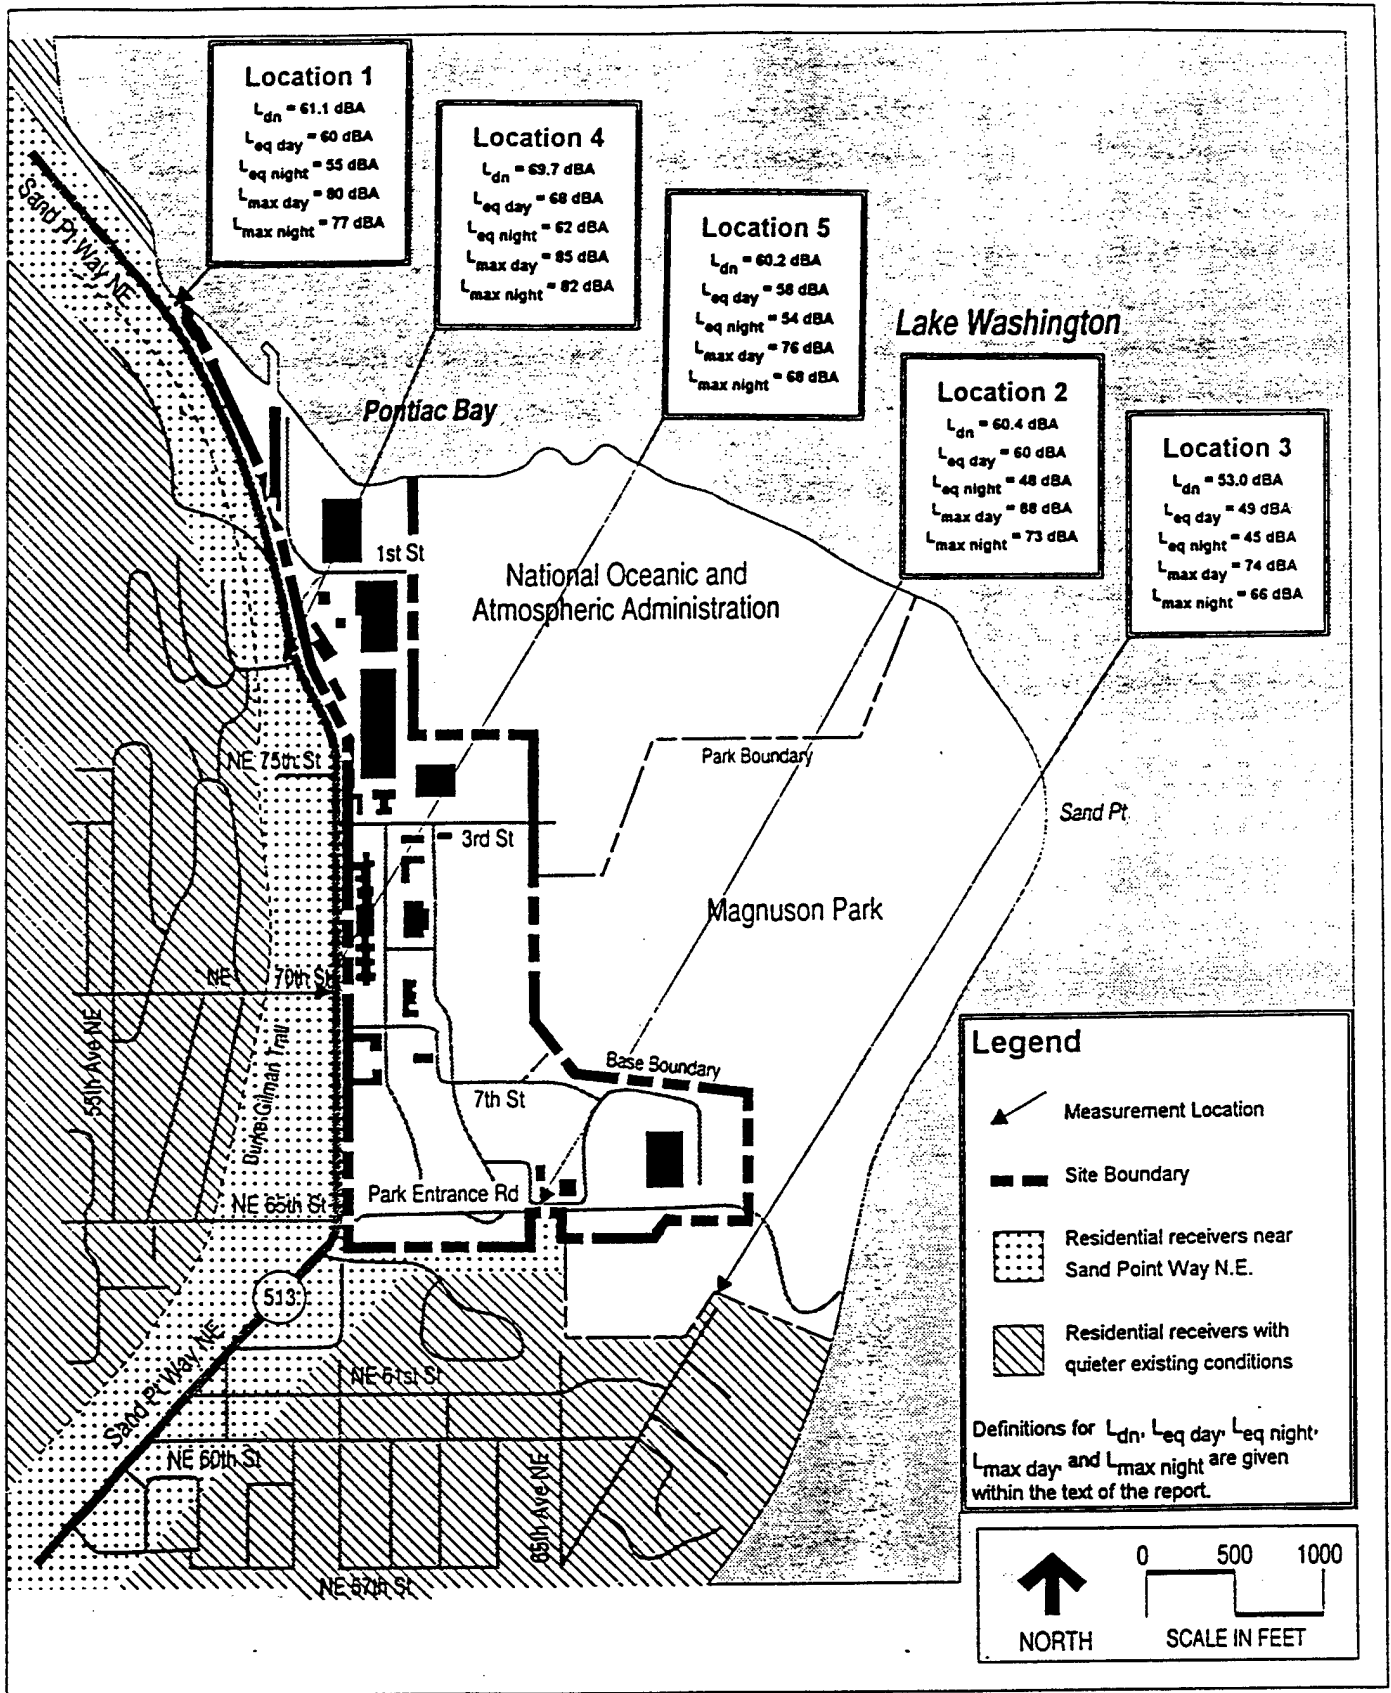 Location 1
Ldn = 61.1 dBA
Leq day = 60 dBA
Leq night = 55 dBA
Lmax day = 80 dBA
Lmax night = 77 dBA
Location 4
Ldn = 69.7 dBA
Leq day = 68 dBA
Leq night = 62 dBA
Lmax day = 85 dBA
Lmax night = 82 dBA
Location 5
Ldn = 60.2 dBA
Leq day = 58 dBA
Leq night = 54 dBA
Lmax day = 76 dBA
Lmax night = 68 dBA
Location 2
Ldn = 60.4 dBA
Leq day = 60 dBA
Leq night = 48 dBA
Lmax day = 88 dBA
Lmax night = 73 dBA
Location 3
Ldn = 53.0 dBA
Leq day = 49 dBA
Leq night = 45 dBA
Lmax day = 74 dBA
Lmax night = 66 dBA
Sand Pt Way NE
Lake Washington
Pontiac Bay
1st St
National Oceanic and
Atmospheric Administration
NE 75th St
Park Boundary
Sand Pt
3rd St
Magnuson Park
NE 70th St
55th Ave NE
Burke Gilman Trail
Base Boundary
7th St
NE 65th St
Park Entrance Rd
513
Sand Pt Way NE
NE 61st St
NE 60th St
65th Ave NE
NE 57th St
Legend
Measurement Location
Site Boundary
Residential receivers near
Sand Point Way N.E.
Residential receivers with
quieter existing conditions
Definitions for Ldn, Leq day, Leq night,
Lmax day, and Lmax night are given
within the text of the report.
NORTH
0 500 1000
SCALE IN FEET